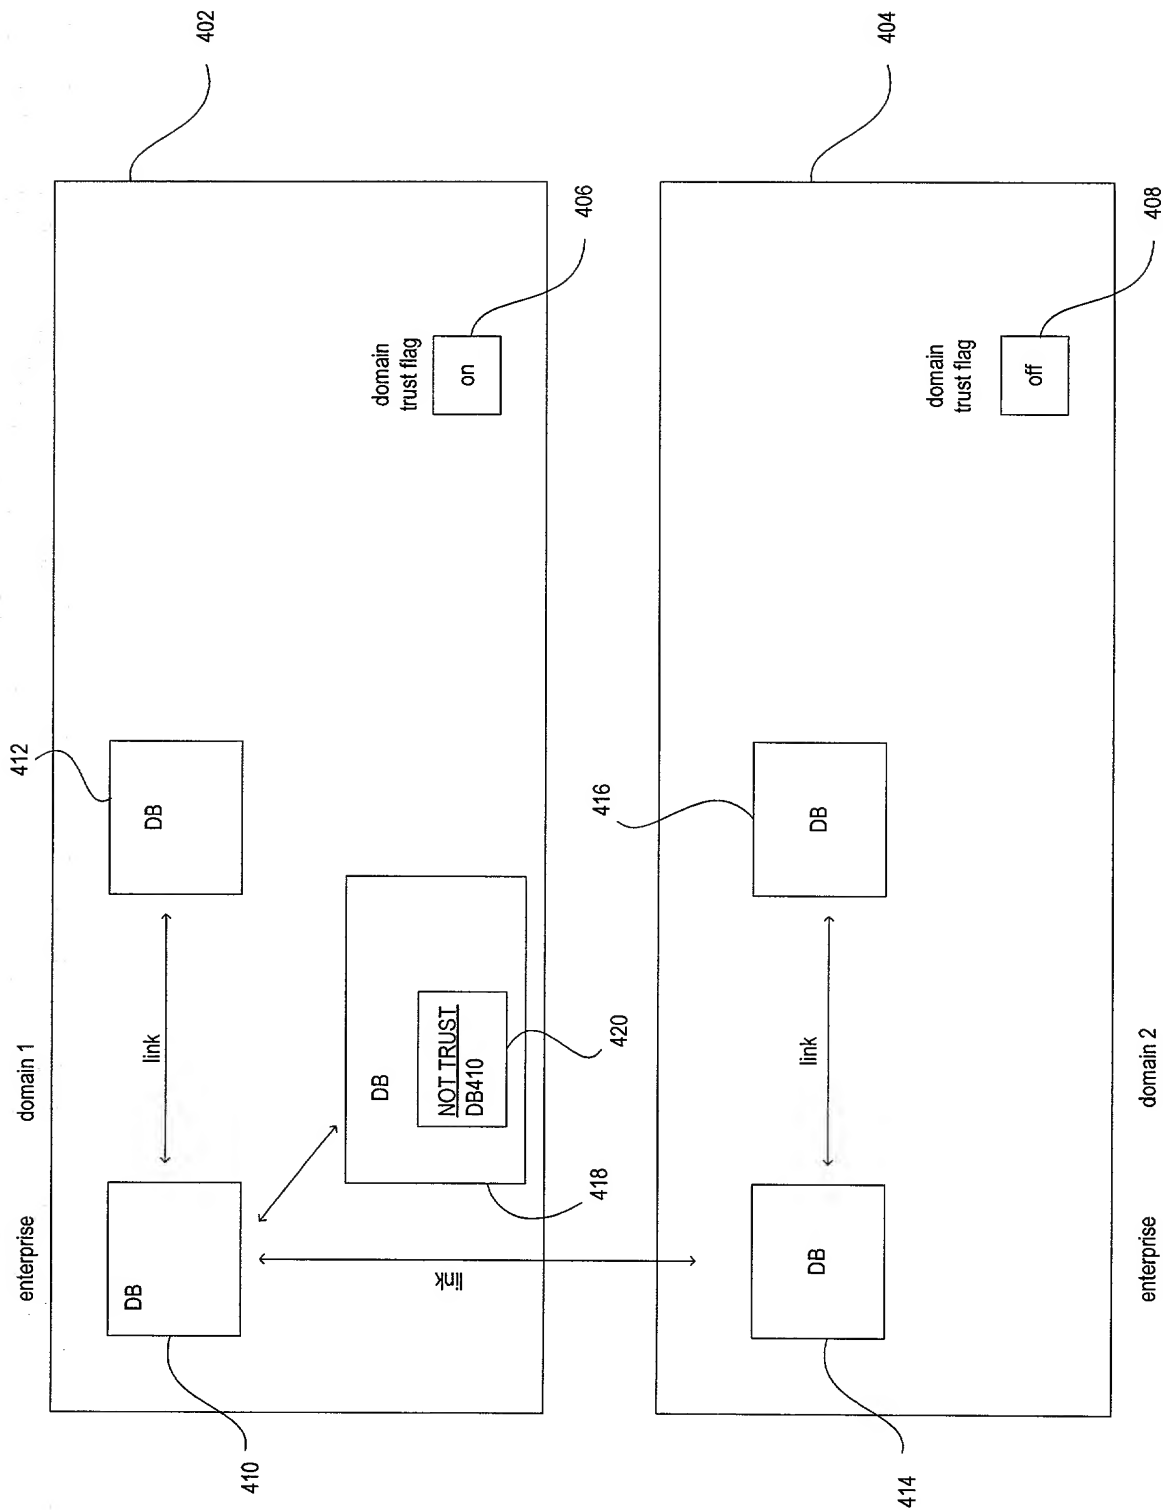 enterprise
domain 1
402
412
DB
link
DB
410
domain
trust flag
on
406
DB
NOT TRUST
DB410
418
420
link
404
416
DB
link
DB
414
domain
trust flag
off
408
enterprise
domain 2